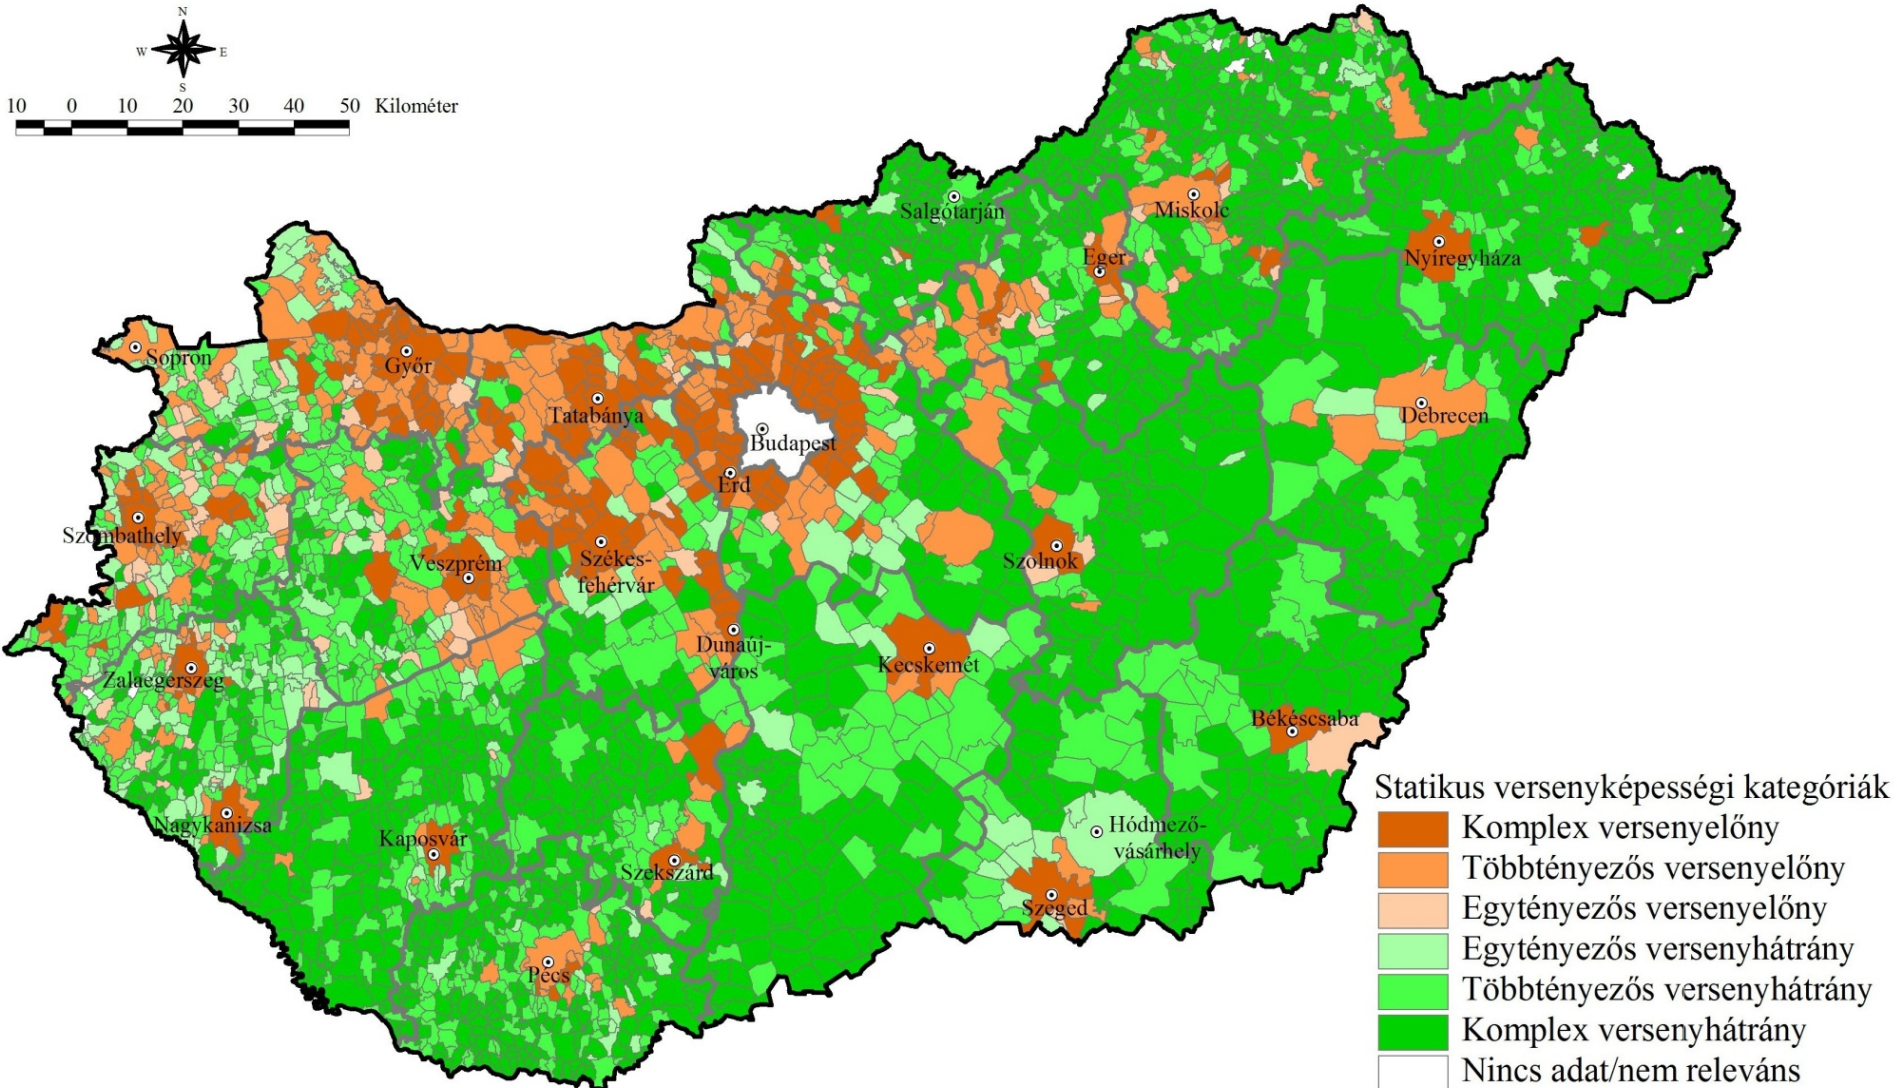 N
W E
S
10 0 10 20 30 40 50 Kilométer
Salgótarján
Miskolc
Eger
Nyíregyháza
Sopron
Győr
Tatabánya
Debrecen
Budapest
Érd
Szombathely
Veszprém
Székes-
fehérvár
Szolnok
Dunaúj-
város
Kecskemét
Zalaegerszeg
Békéscsaba
Nagykanizsa
Kaposvár
Hódmező-
vásárhely
Szekszárd
Szeged
Pécs
Statikus versenyképességi kategóriák
Komplex versenyelőny
Többtényezős versenyelőny
Egytényezős versenyelőny
Egytényezős versenyhátrány
Többtényezős versenyhátrány
Komplex versenyhátrány
Nincs adat/nem releváns